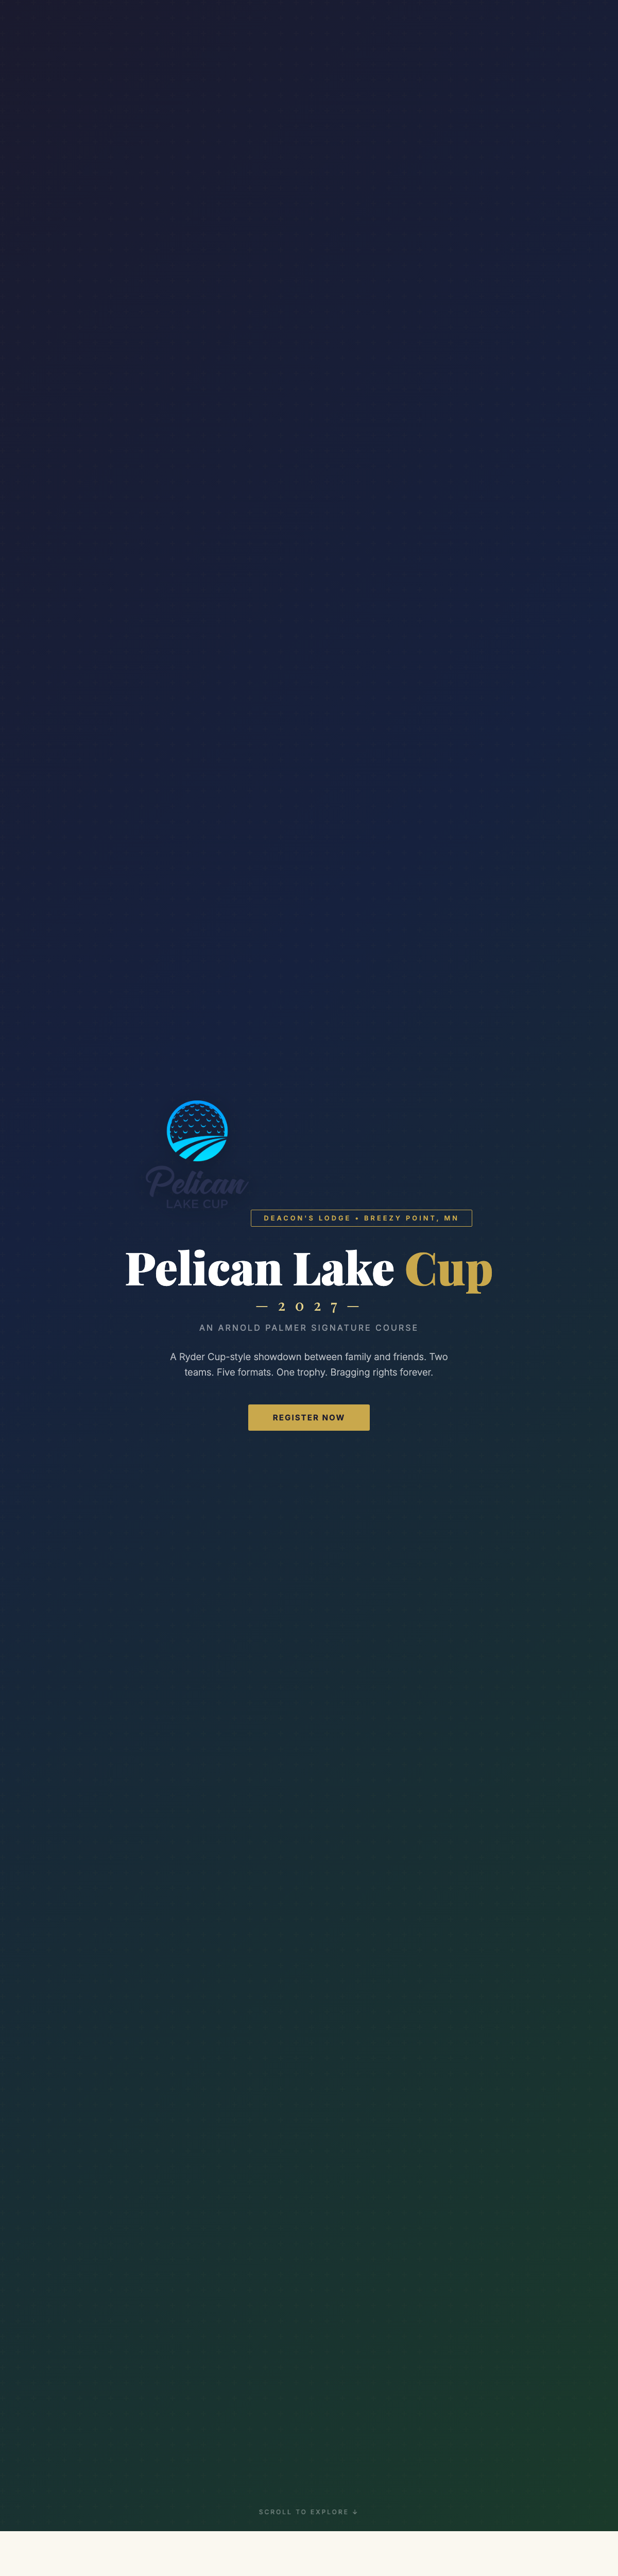 Pelican
LAKE CUP
DEACON'S LODGE • BREEZY POINT, MN
Pelican Lake Cup
— 2027 —
AN ARNOLD PALMER SIGNATURE COURSE
A Ryder Cup-style showdown between family and friends. Two
teams. Five formats. One trophy. Bragging rights forever.
REGISTER NOW
SCROLL TO EXPLORE ↓